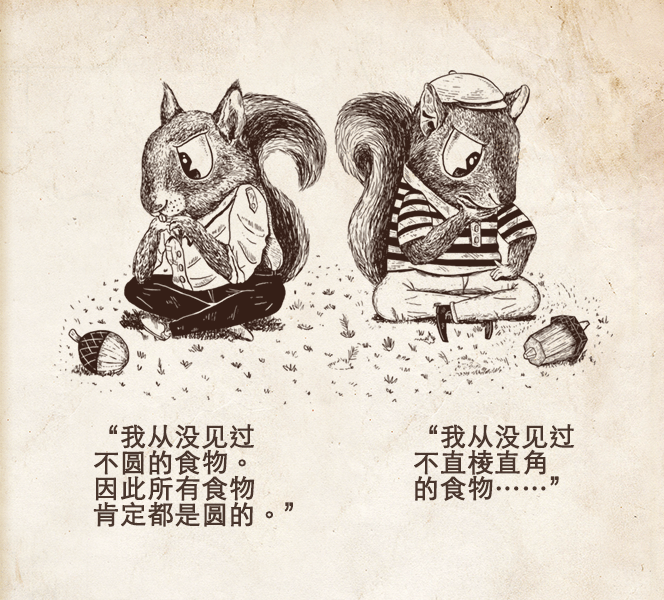 “我从没见过
不圆的食物。
因此所有食物
肯定都是圆的。”
“我从没见过
不直棱直角
的食物……”